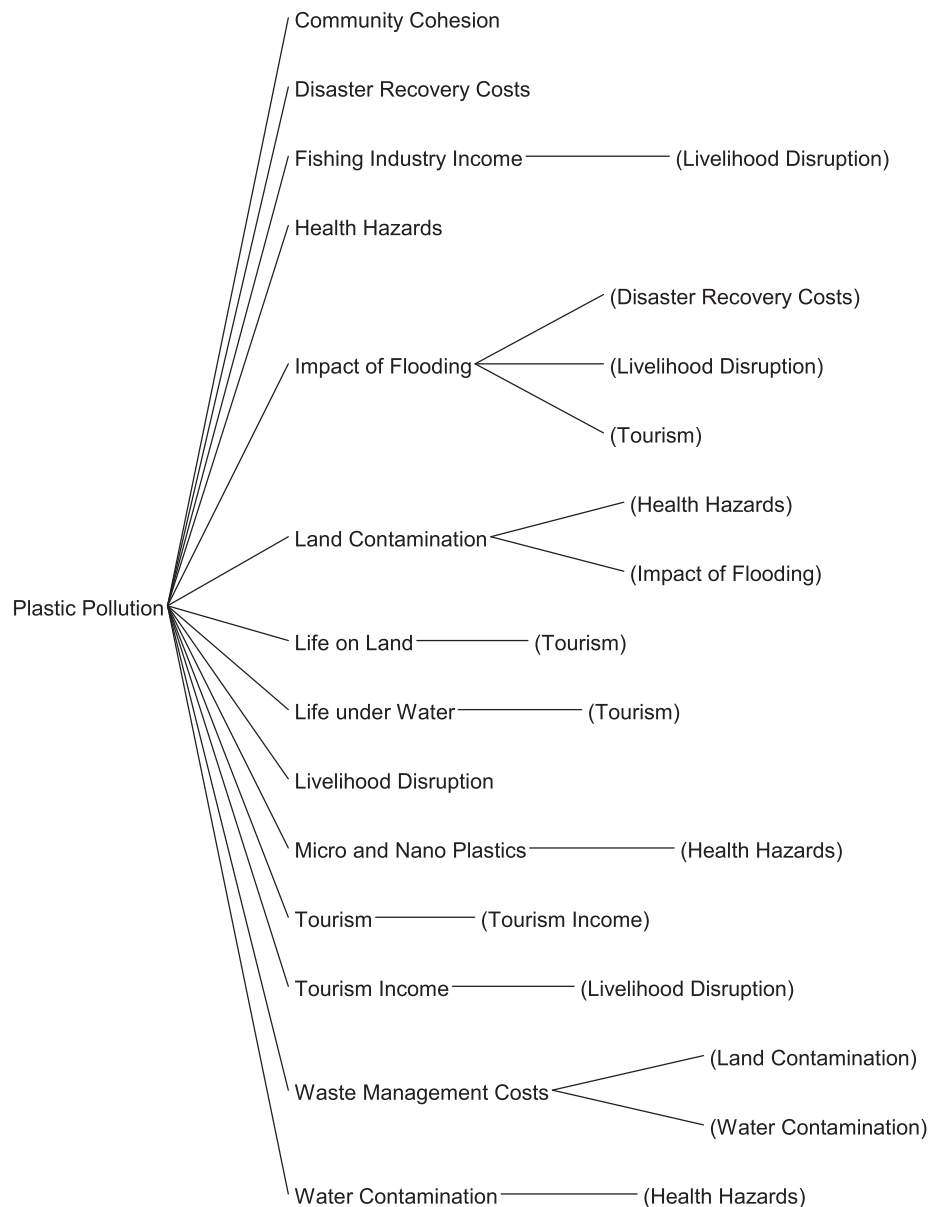 Community Cohesion
Disaster Recovery Costs
Fishing Industry Income
(Livelihood Disruption)
Health Hazards
(Disaster Recovery Costs)
Impact of Flooding
(Livelihood Disruption)
(Tourism)
(Health Hazards)
Land Contamination
(Impact of Flooding)
Plastic Pollution
Life on Land
(Tourism)
Life under Water
(Tourism)
Livelihood Disruption
Micro and Nano Plastics
(Health Hazards)
Tourism
(Tourism Income)
Tourism Income
(Livelihood Disruption)
(Land Contamination)
Waste Management Costs
(Water Contamination)
Water Contamination
(Health Hazards)